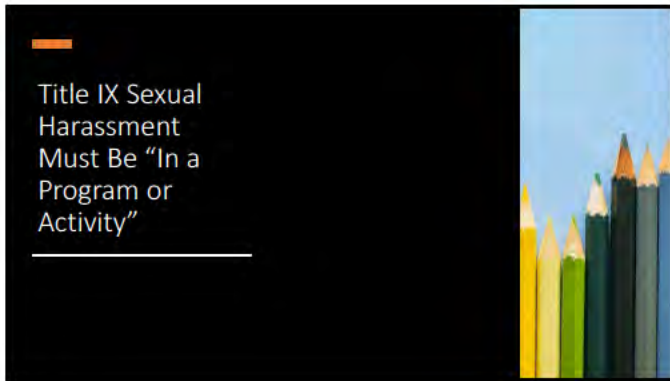 Title IX Sexual
Harassment
Must Be “In a
Program or
Activity”